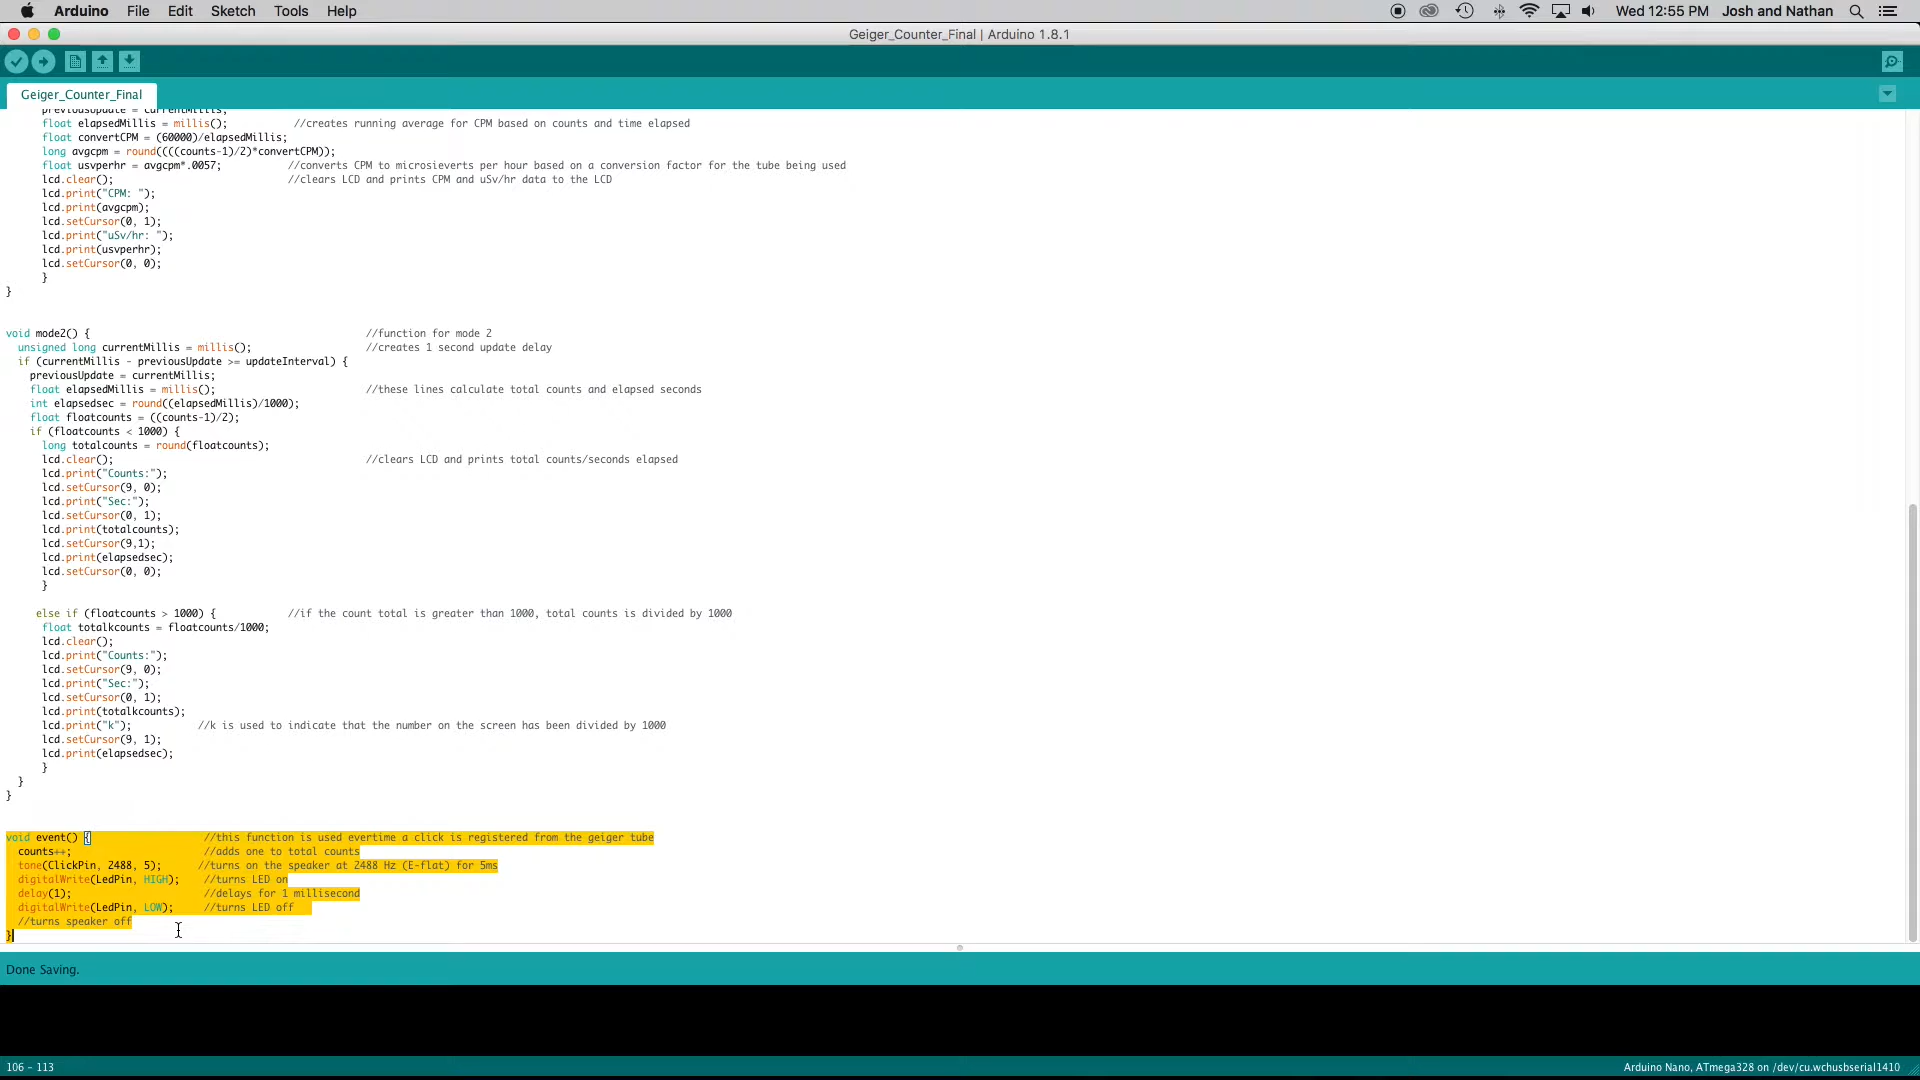 Arduino File Edit Sketch Tools Help Wed 12:55 PM Josh and Nathan
Geiger_Counter_Final | Arduino 1.8.1
Geiger_Counter_Final
previousUpdate = currentMillis;
float elapsedMillis = millis(); //creates running average for CPM based on counts and time elapsed
float convertCPM = (60000)/elapsedMillis;
long avgcpm = round((((counts-1)/2)*convertCPM));
float usvperhr = avgcpm*.0057; //converts CPM to microsieverts per hour based on a conversion factor for the tube being used
lcd.clear(); //clears LCD and prints CPM and uSv/hr data to the LCD
lcd.print("CPM: ");
lcd.print(avgcpm);
lcd.setCursor(0, 1);
lcd.print("uSv/hr: ");
lcd.print(usvperhr);
lcd.setCursor(0, 0);
}
}
void mode2() { //function for mode 2
unsigned long currentMillis = millis(); //creates 1 second update delay
if (currentMillis - previousUpdate >= updateInterval) {
previousUpdate = currentMillis;
float elapsedMillis = millis(); //these lines calculate total counts and elapsed seconds
int elapsedsec = round((elapsedMillis)/1000);
float floatcounts = ((counts-1)/2);
if (floatcounts < 1000) {
long totalcounts = round(floatcounts);
lcd.clear(); //clears LCD and prints total counts/seconds elapsed
lcd.print("Counts:");
lcd.setCursor(9, 0);
lcd.print("Sec:");
lcd.setCursor(0, 1);
lcd.print(totalcounts);
lcd.setCursor(9,1);
lcd.print(elapsedsec);
lcd.setCursor(0, 0);
}
else if (floatcounts > 1000) { //if the count total is greater than 1000, total counts is divided by 1000
float totalkcounts = floatcounts/1000;
lcd.clear();
lcd.print("Counts:");
lcd.setCursor(9, 0);
lcd.print("Sec:");
lcd.setCursor(0, 1);
lcd.print(totalkcounts);
lcd.print("k"); //k is used to indicate that the number on the screen has been divided by 1000
lcd.setCursor(9, 1);
lcd.print(elapsedsec);
}
}
}
void event() { //this function is used evertime a click is registered from the geiger tube
counts++; //adds one to total counts
tone(ClickPin, 2488, 5); //turns on the speaker at 2488 Hz (E-flat) for 5ms
digitalWrite(LedPin, HIGH); //turns LED on
delay(1); //delays for 1 millisecond
digitalWrite(LedPin, LOW); //turns LED off
//turns speaker off
}
Done Saving.
106 - 113 Arduino Nano, ATmega328 on /dev/cu.wchusbserial1410